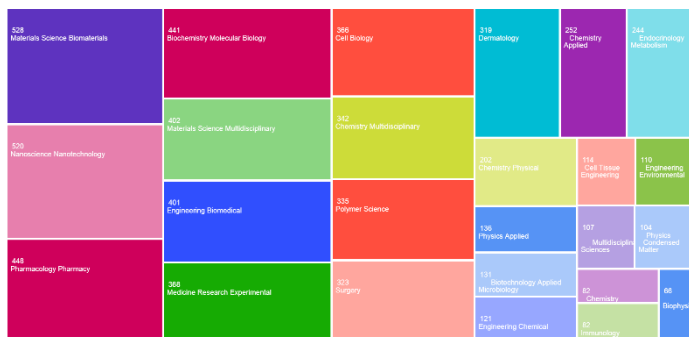 528
Materials Science Biomaterials
526
Nanoscience Nanotechnology
448
Pharmacology Pharmacy
441
Biochemistry Molecular Biology
402
Materials Science Multidisciplinary
401
Engineering Biomedical
368
Medicine Research Experimental
366
Cell Biology
342
Chemistry Multidisciplinary
335
Polymer Science
323
Surgery
319
Dermatology
252
Chemistry
Applied
244
Endocrinology
Metabolism
202
Chemistry Physical
136
Physics Applied
131
Biotechnology Applied
Microbiology
121
Engineering Chemical
114
Cell Tissue
Engineering
110
Engineering
Environmental
107
Multidisciplin
Sciences
104
Physics
Condensed
Matter
82
Chemistry
82
Immunology
66
Biophysi